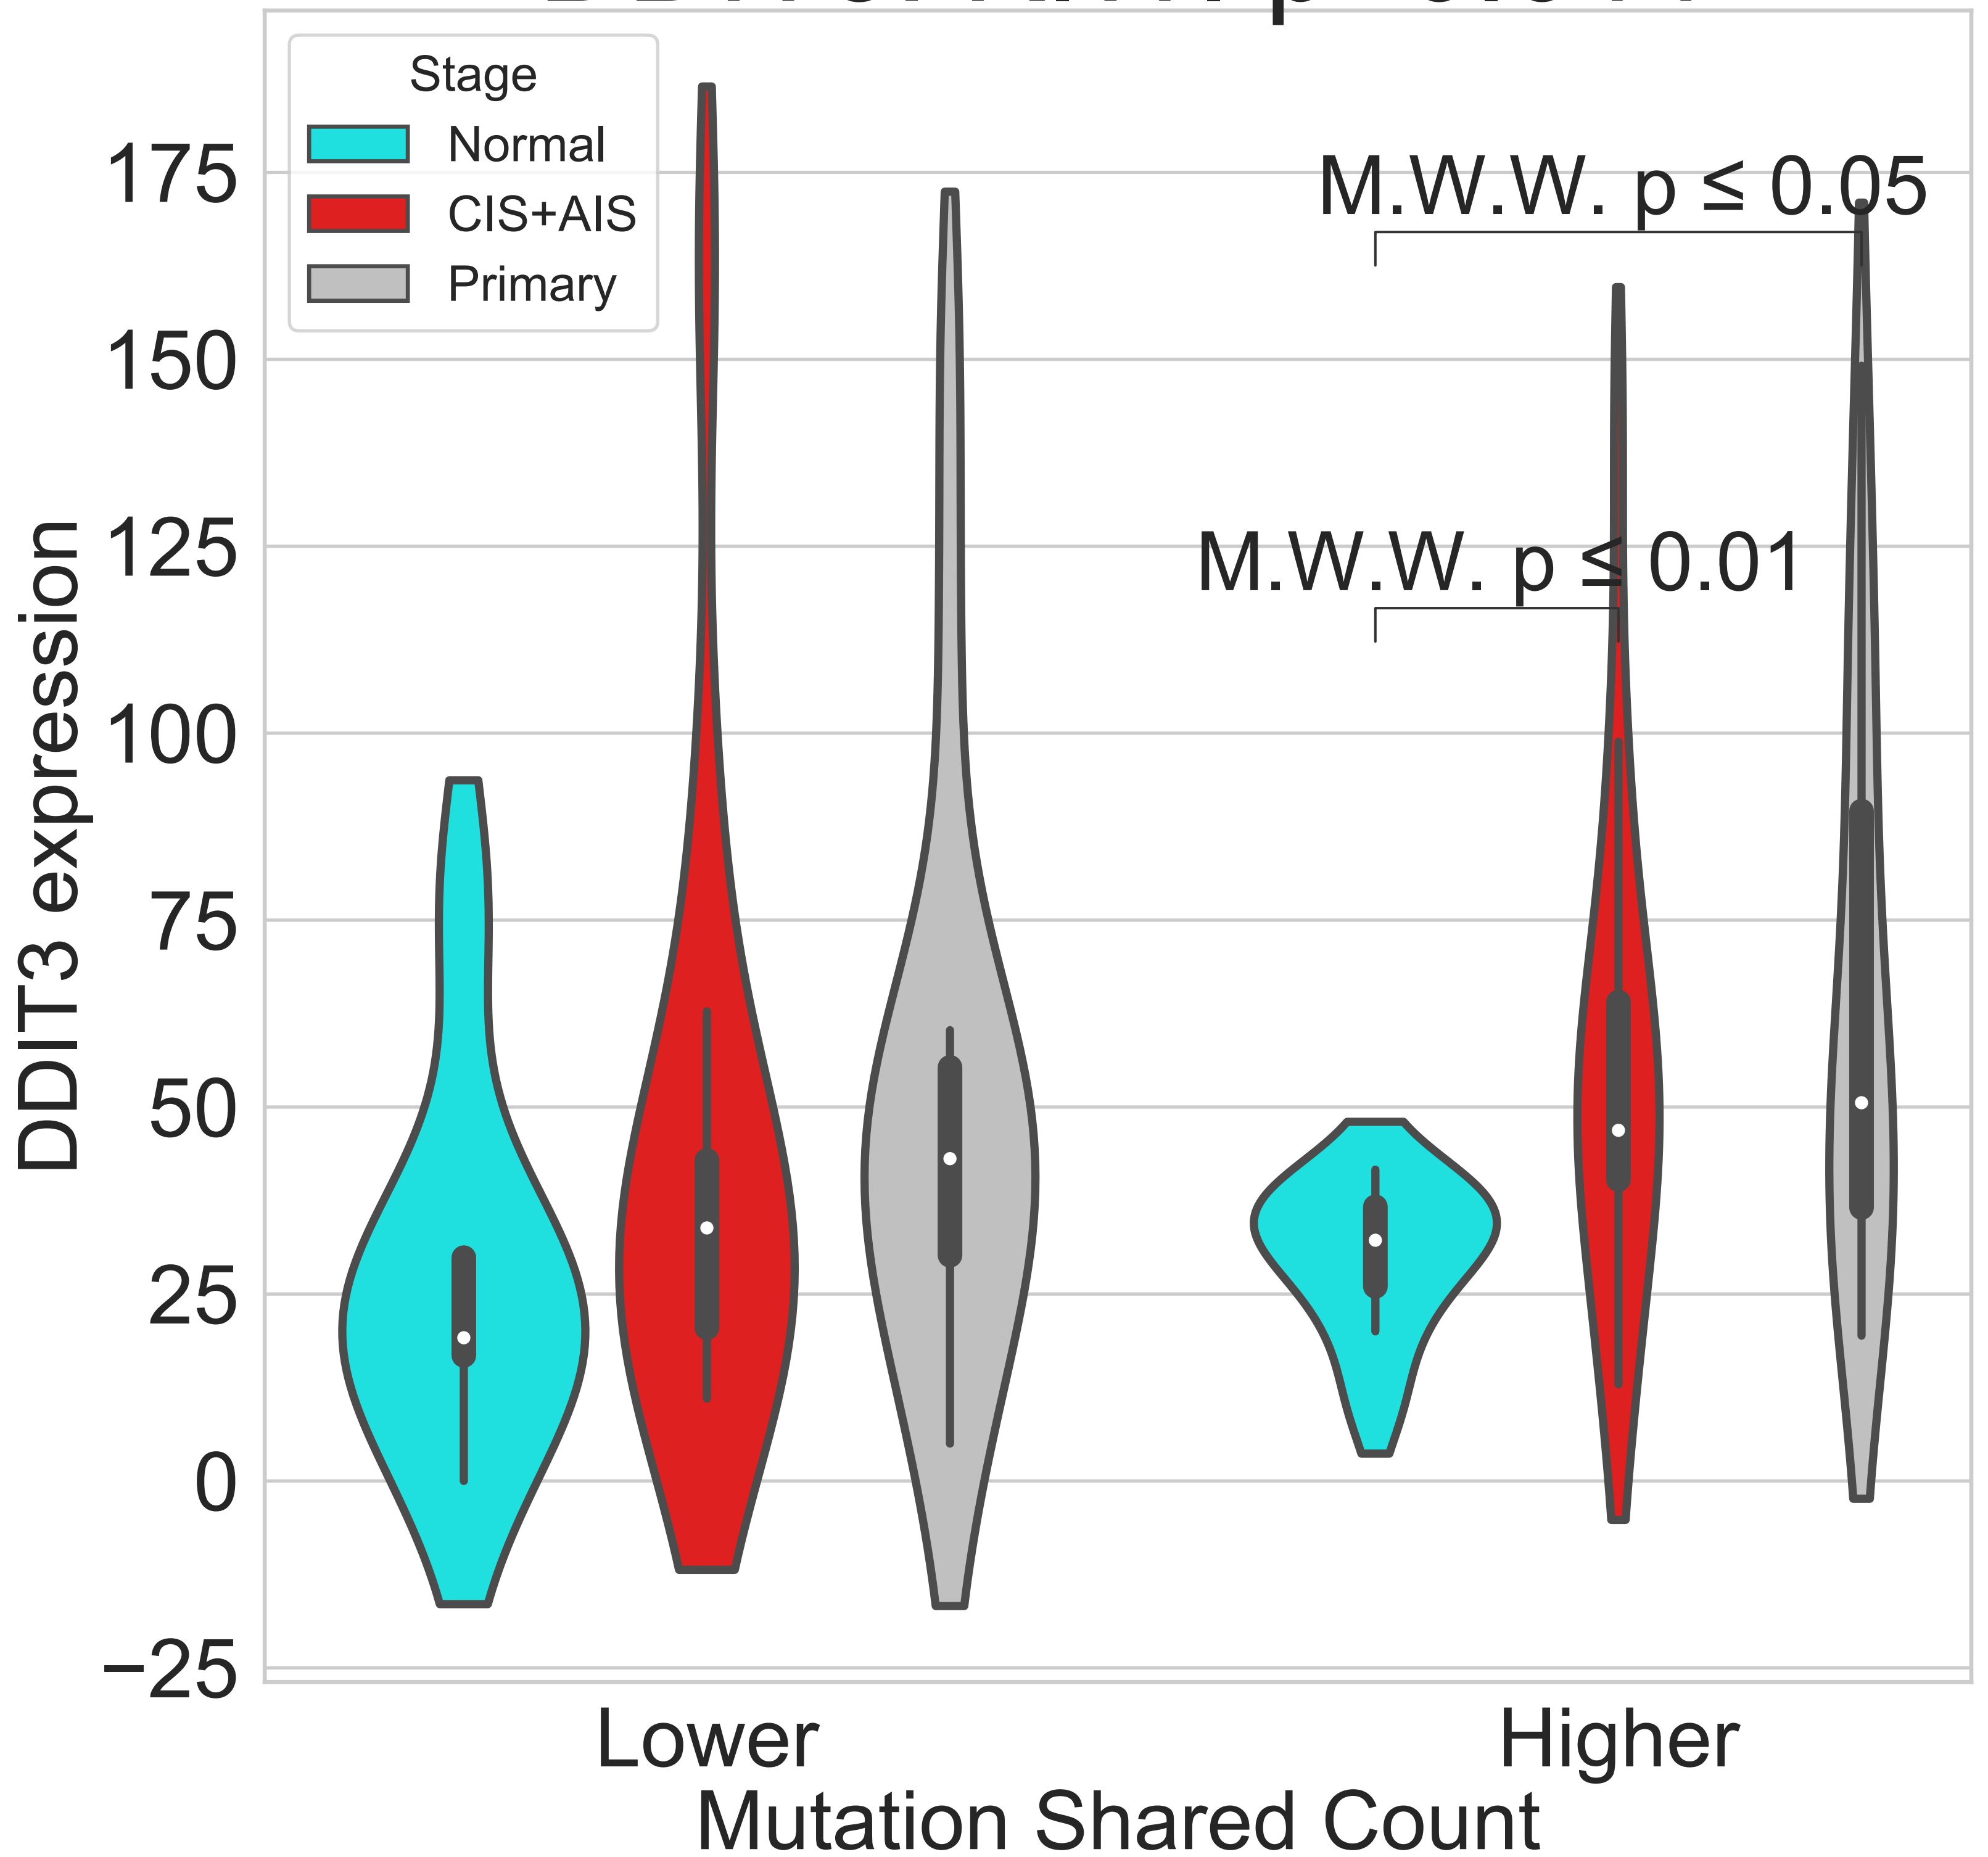 Stage
Normal
CIS+AIS
Primary
M.W.W. p ≤ 0.05
M.W.W. p ≤ 0.01
DDIT3 expression
175
150
125
100
75
50
25
0
−25
Lower
Higher
Mutation Shared Count